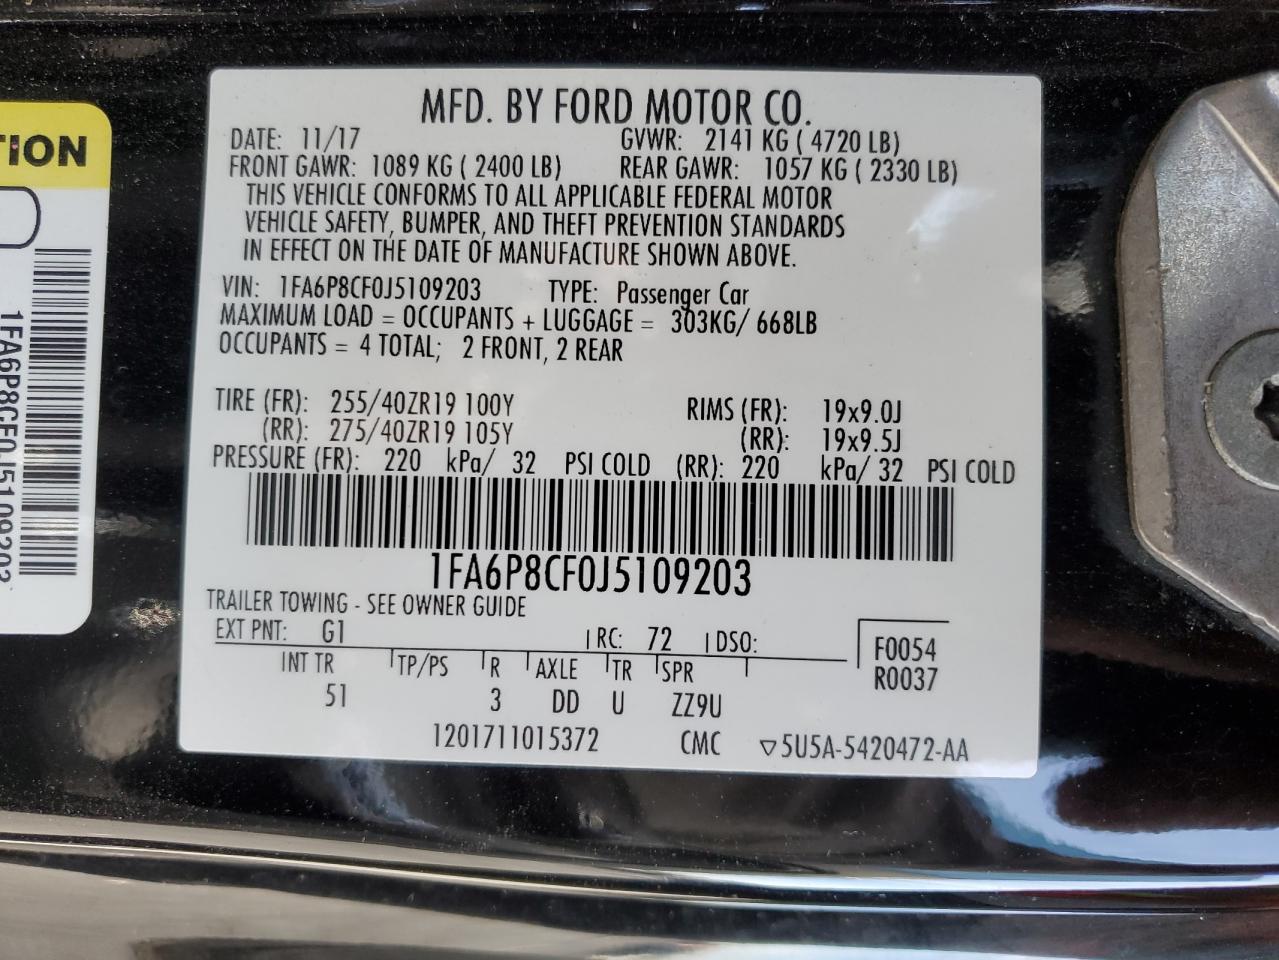 MFD. BY FORD MOTOR CO.
DATE: 11/17 GVWR: 2141 KG ( 4720 LB)
FRONT GAWR: 1089 KG ( 2400 LB) REAR GAWR: 1057 KG ( 2330 LB)
THIS VEHICLE CONFORMS TO ALL APPLICABLE FEDERAL MOTOR
VEHICLE SAFETY, BUMPER, AND THEFT PREVENTION STANDARDS
IN EFFECT ON THE DATE OF MANUFACTURE SHOWN ABOVE.
VIN: 1FA6P8CF0J5109203 TYPE: Passenger Car
MAXIMUM LOAD = OCCUPANTS + LUGGAGE = 303KG/ 668LB
OCCUPANTS = 4 TOTAL; 2 FRONT, 2 REAR
TIRE (FR): 255/40ZR19 100Y RIMS (FR): 19x9.0J
(RR): 275/40ZR19 105Y (RR): 19x9.5J
PRESSURE (FR): 220 kPa/ 32 PSI COLD (RR): 220 kPa/ 32 PSI COLD
1FA6P8CF0J5109203
TRAILER TOWING - SEE OWNER GUIDE
EXT PNT: G1 RC: 72 DSO:
F0054
R0037
INT TR TP/PS R AXLE TR SPR
51 3 DD U ZZ9U
1201711015372 CMC ▽5U5A-5420472-AA
TION
1FA6P8CF0J5109203